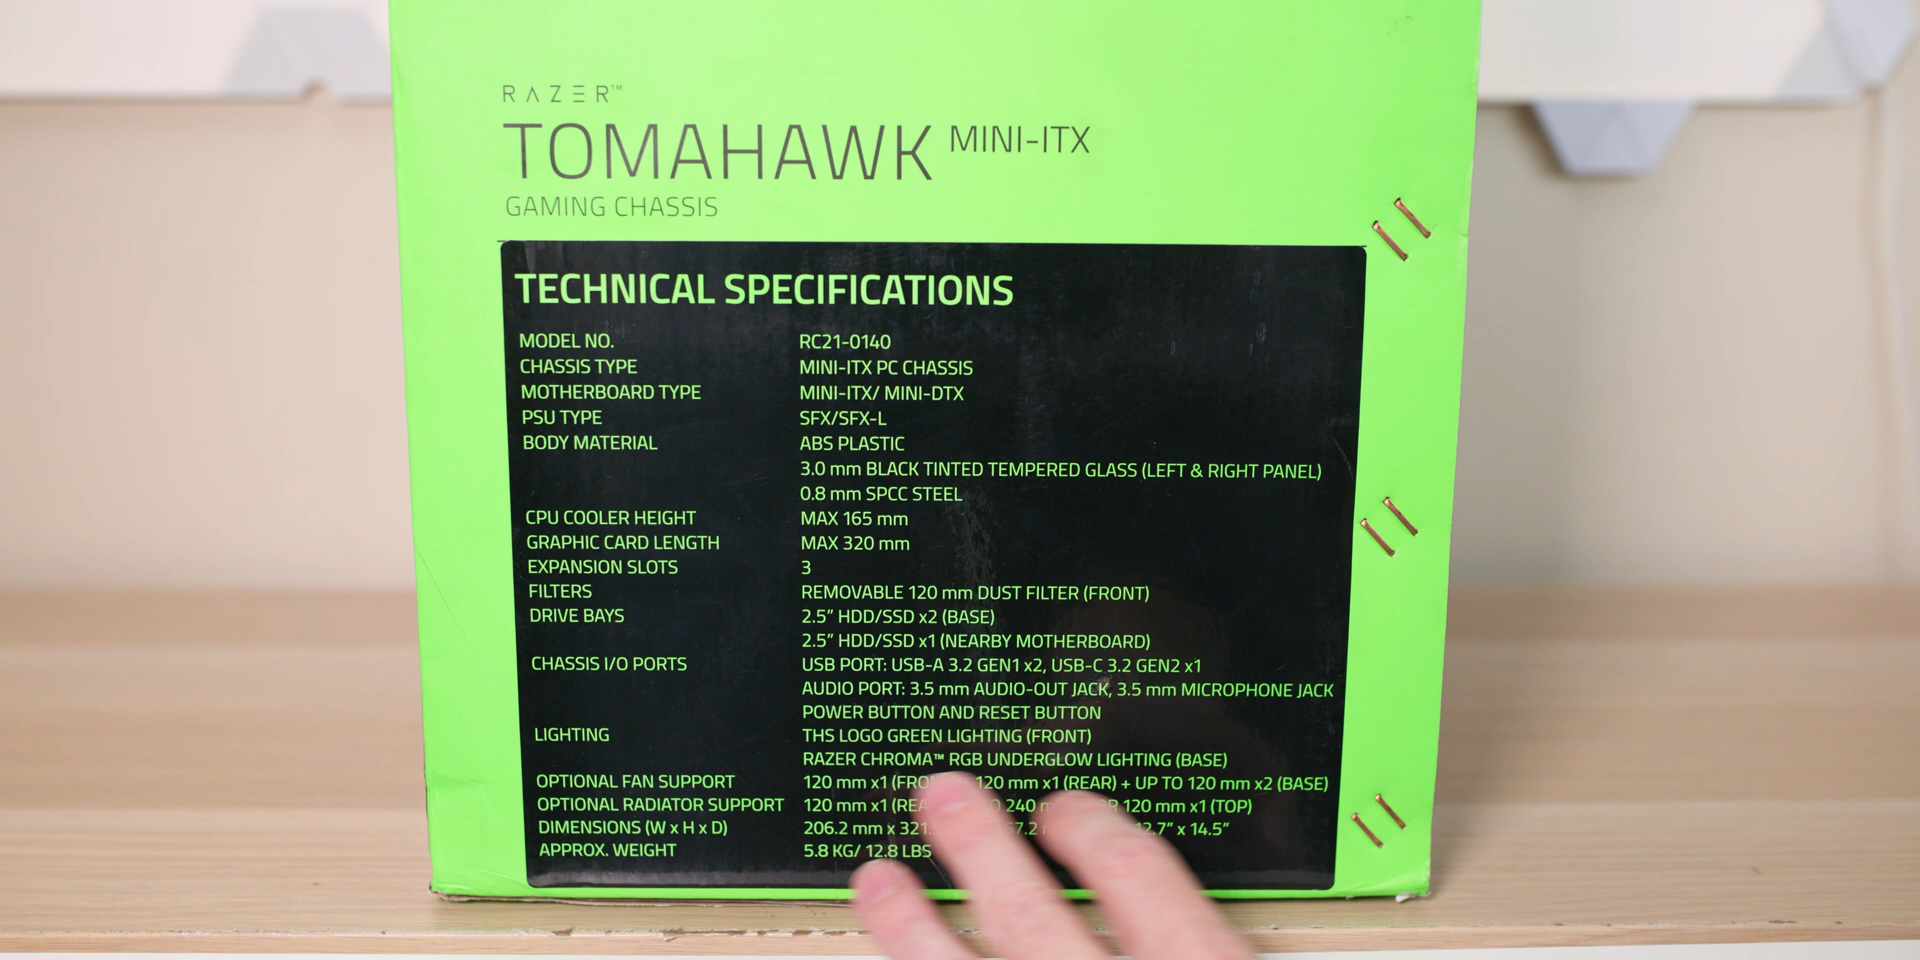 RAZER™
TOMAHAWK MINI-ITX
GAMING CHASSIS
TECHNICAL SPECIFICATIONS
MODEL NO. RC21-0140
CHASSIS TYPE MINI-ITX PC CHASSIS
MOTHERBOARD TYPE MINI-ITX/ MINI-DTX
PSU TYPE SFX/SFX-L
BODY MATERIAL ABS PLASTIC
3.0 mm BLACK TINTED TEMPERED GLASS (LEFT & RIGHT PANEL)
0.8 mm SPCC STEEL
CPU COOLER HEIGHT MAX 165 mm
GRAPHIC CARD LENGTH MAX 320 mm
EXPANSION SLOTS 3
FILTERS REMOVABLE 120 mm DUST FILTER (FRONT)
DRIVE BAYS 2.5” HDD/SSD x2 (BASE)
2.5” HDD/SSD x1 (NEARBY MOTHERBOARD)
CHASSIS I/O PORTS USB PORT: USB-A 3.2 GEN1 x2, USB-C 3.2 GEN2 x1
AUDIO PORT: 3.5 mm AUDIO-OUT JACK, 3.5 mm MICROPHONE JACK
POWER BUTTON AND RESET BUTTON
LIGHTING THS LOGO GREEN LIGHTING (FRONT)
RAZER CHROMA™ RGB UNDERGLOW LIGHTING (BASE)
OPTIONAL FAN SUPPORT 120 mm x1 120 mm x1 (REAR) + UP TO 120 mm x2 (BASE)
OPTIONAL RADIATOR SUPPORT 120 mm x1 240 120 mm x1 (TOP)
DIMENSIONS (W x H x D) 206.2 mm x x 14.5”
APPROX. WEIGHT 5.8 KG/ 12.8 LBS